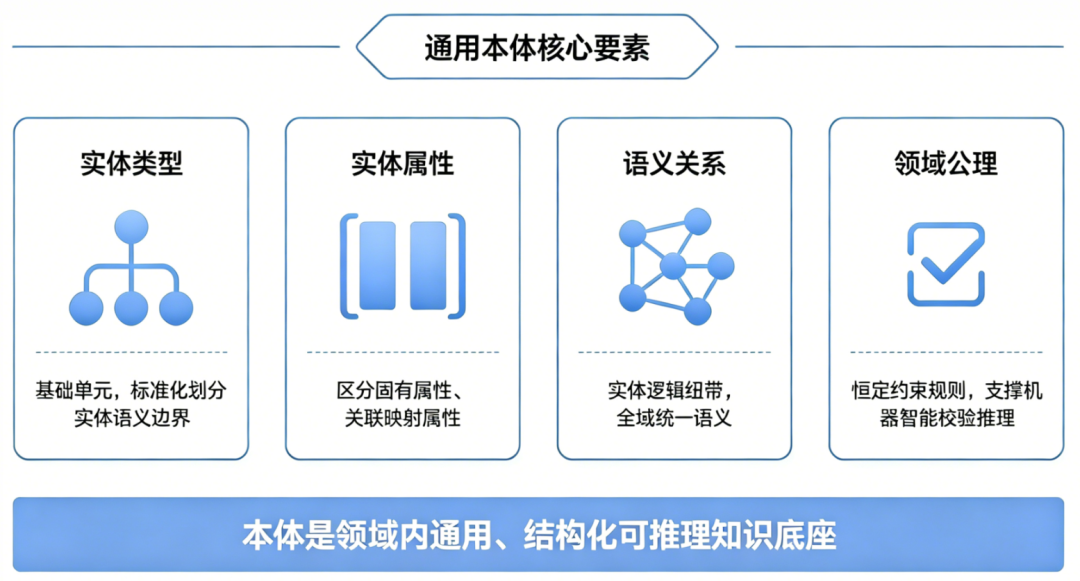 通用本体核心要素
实体类型
基础单元，标准化划分
实体语义边界
实体属性
区分固有属性、
关联映射属性
语义关系
实体逻辑纽带，
全域统一语义
领域公理
恒定约束规则，支撑机
器智能校验推理
本体是领域内通用、结构化可推理知识底座